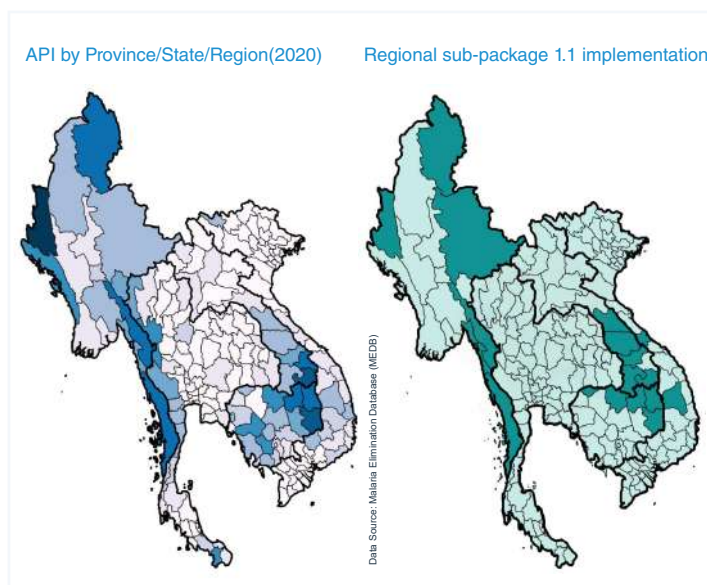 API by Province/State/Region(2020)
Regional sub-package 1.1 implementation
Data Source: Malaria Elimination Database (MEDB)